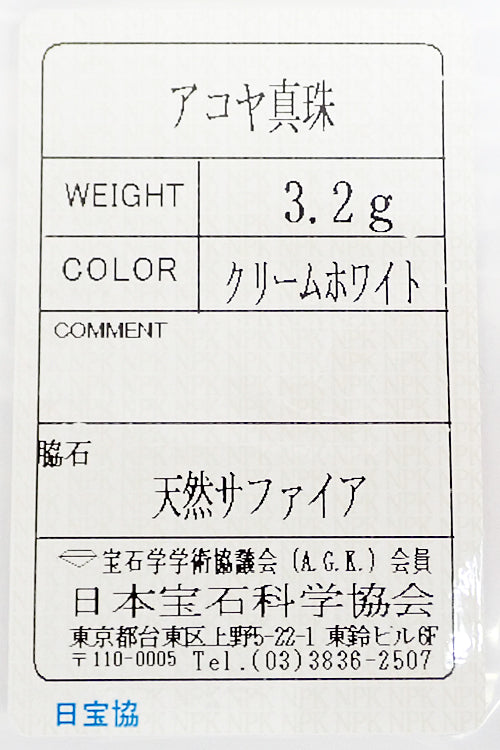 アコヤ真珠
WEIGHT 3.2g
COLOR クリームホワイト
COMMENT
脇石
天然サファイア
宝石学学術協議会(A.G.K.)会員
日本宝石科学協会
東京都台東区上野5-22-1 東鈴ビル6F
〒110-0005 Tel.(03)3836-2507
日宝協